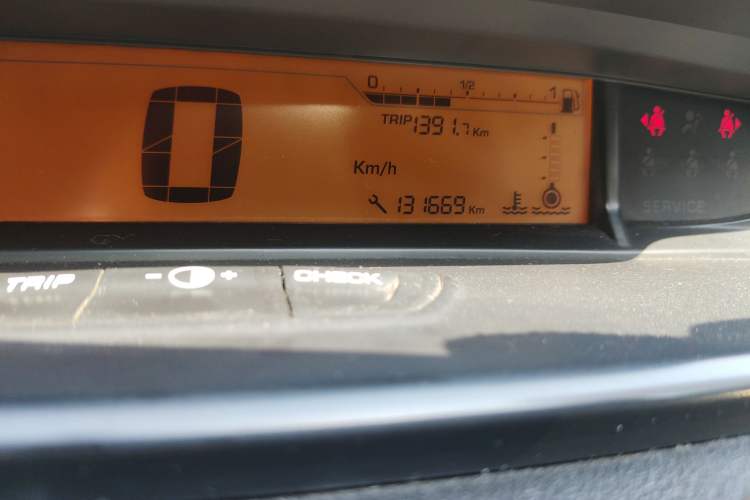 0
0 1/2 1
TRIP 1391.7 Km
Km/h
131669 Km
SERVICE
TRIP - + CHECK